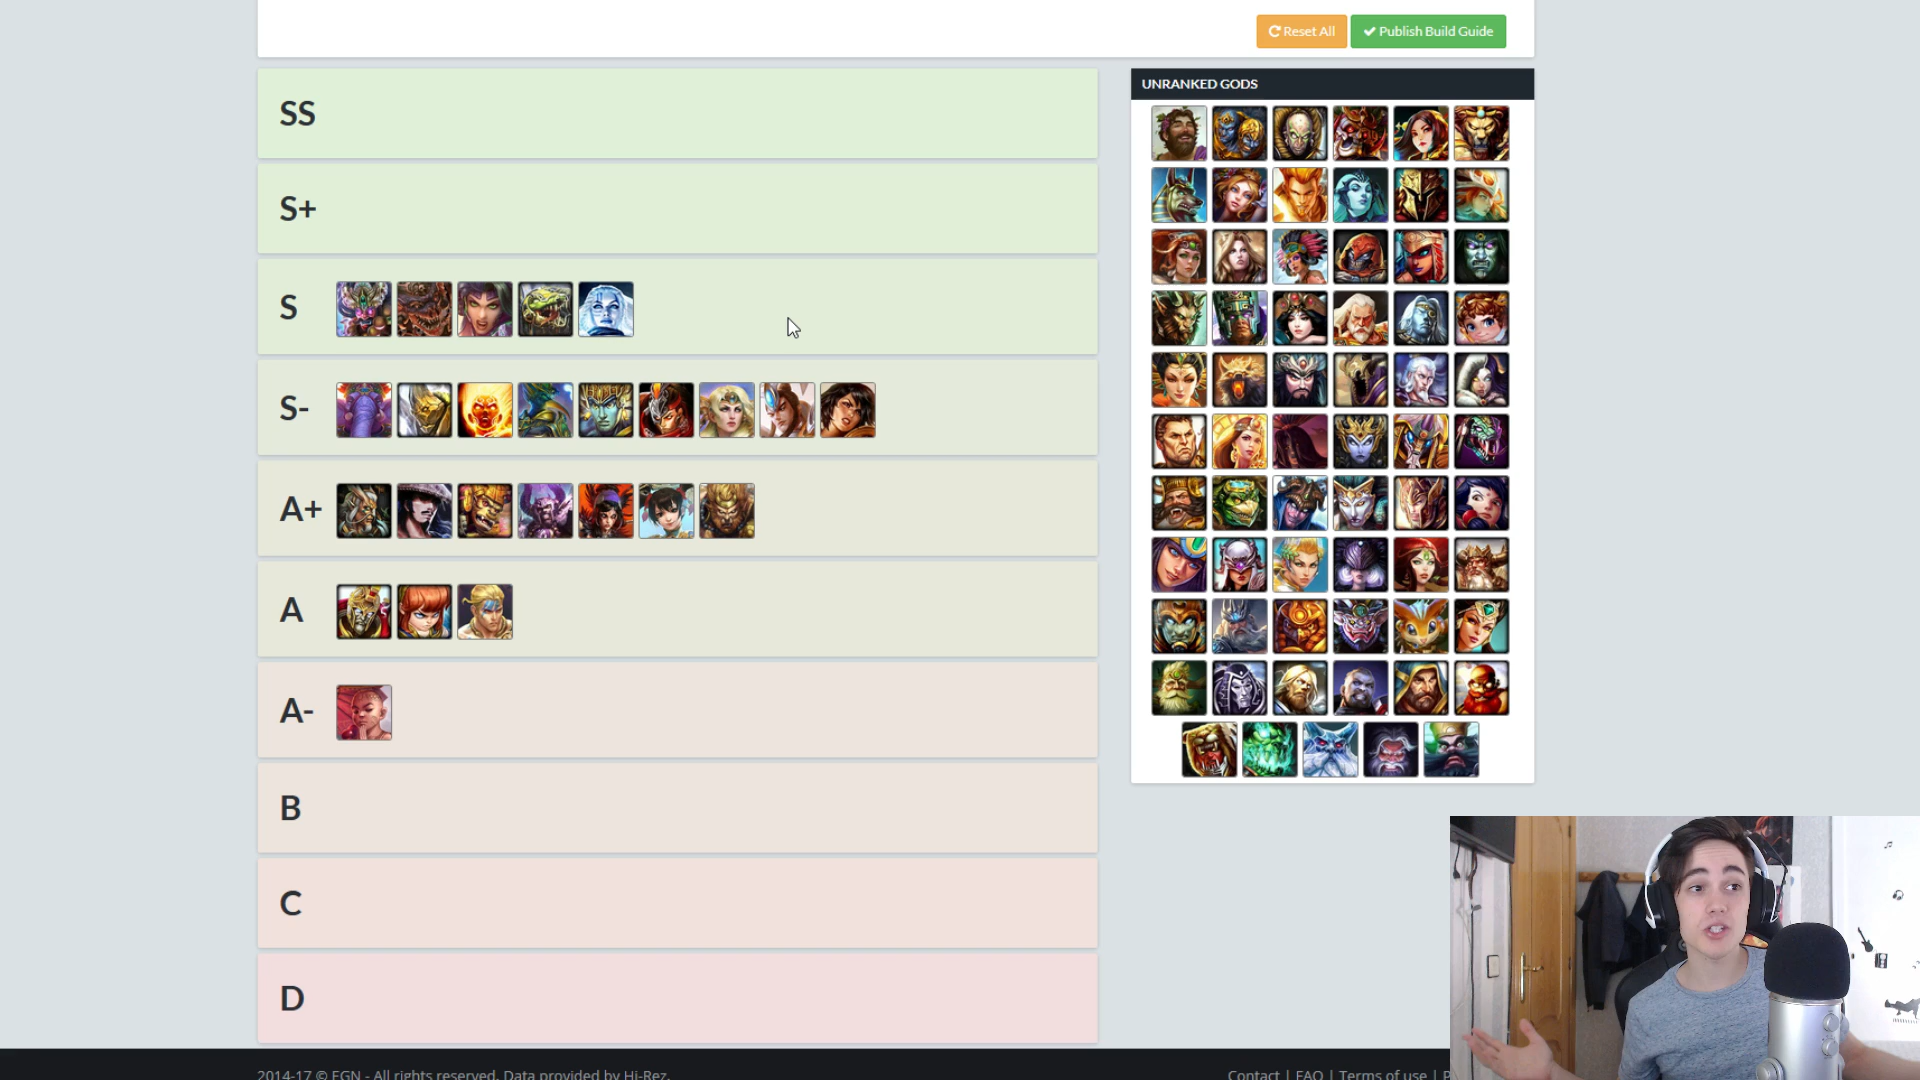 Reset All
Publish Build Guide
SS
UNRANKED GODS
S+
S
S-
A+
A
A-
B
C
D
2014-17 © EGN - All rights reserved. Data provided by Hi-Rez.
Contact | FAQ | Terms of use | P